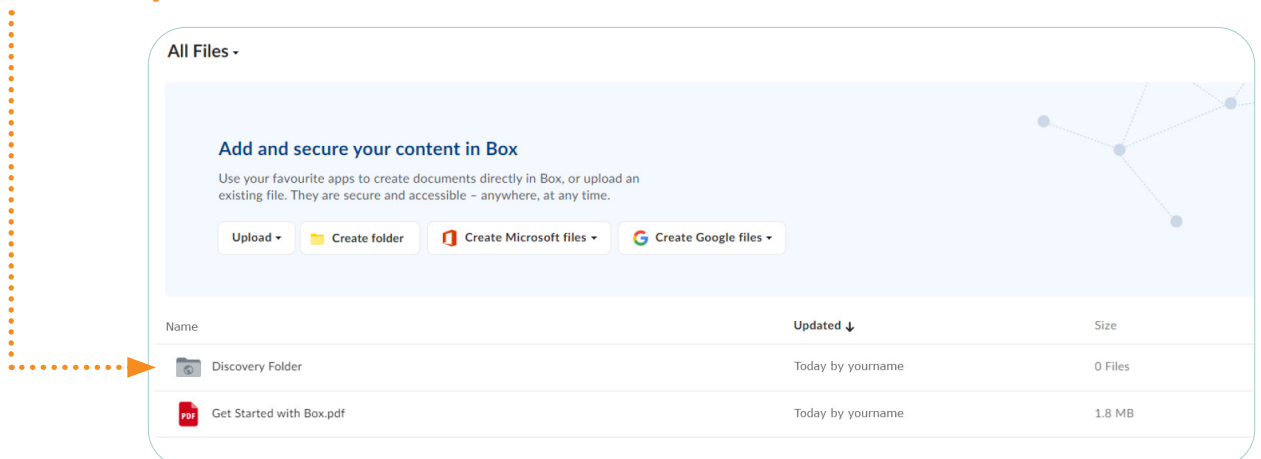 All Files
Add and secure your content in Box
Use your favourite apps to create documents directly in Box, or upload an
existing file. They are secure and accessible – anywhere, at any time.
Upload Create folder Create Microsoft files Create Google files
Name Updated ↓ Size
Discovery Folder Today by yourname 0 Files
PDF Get Started with Box.pdf Today by yourname 1.8 MB